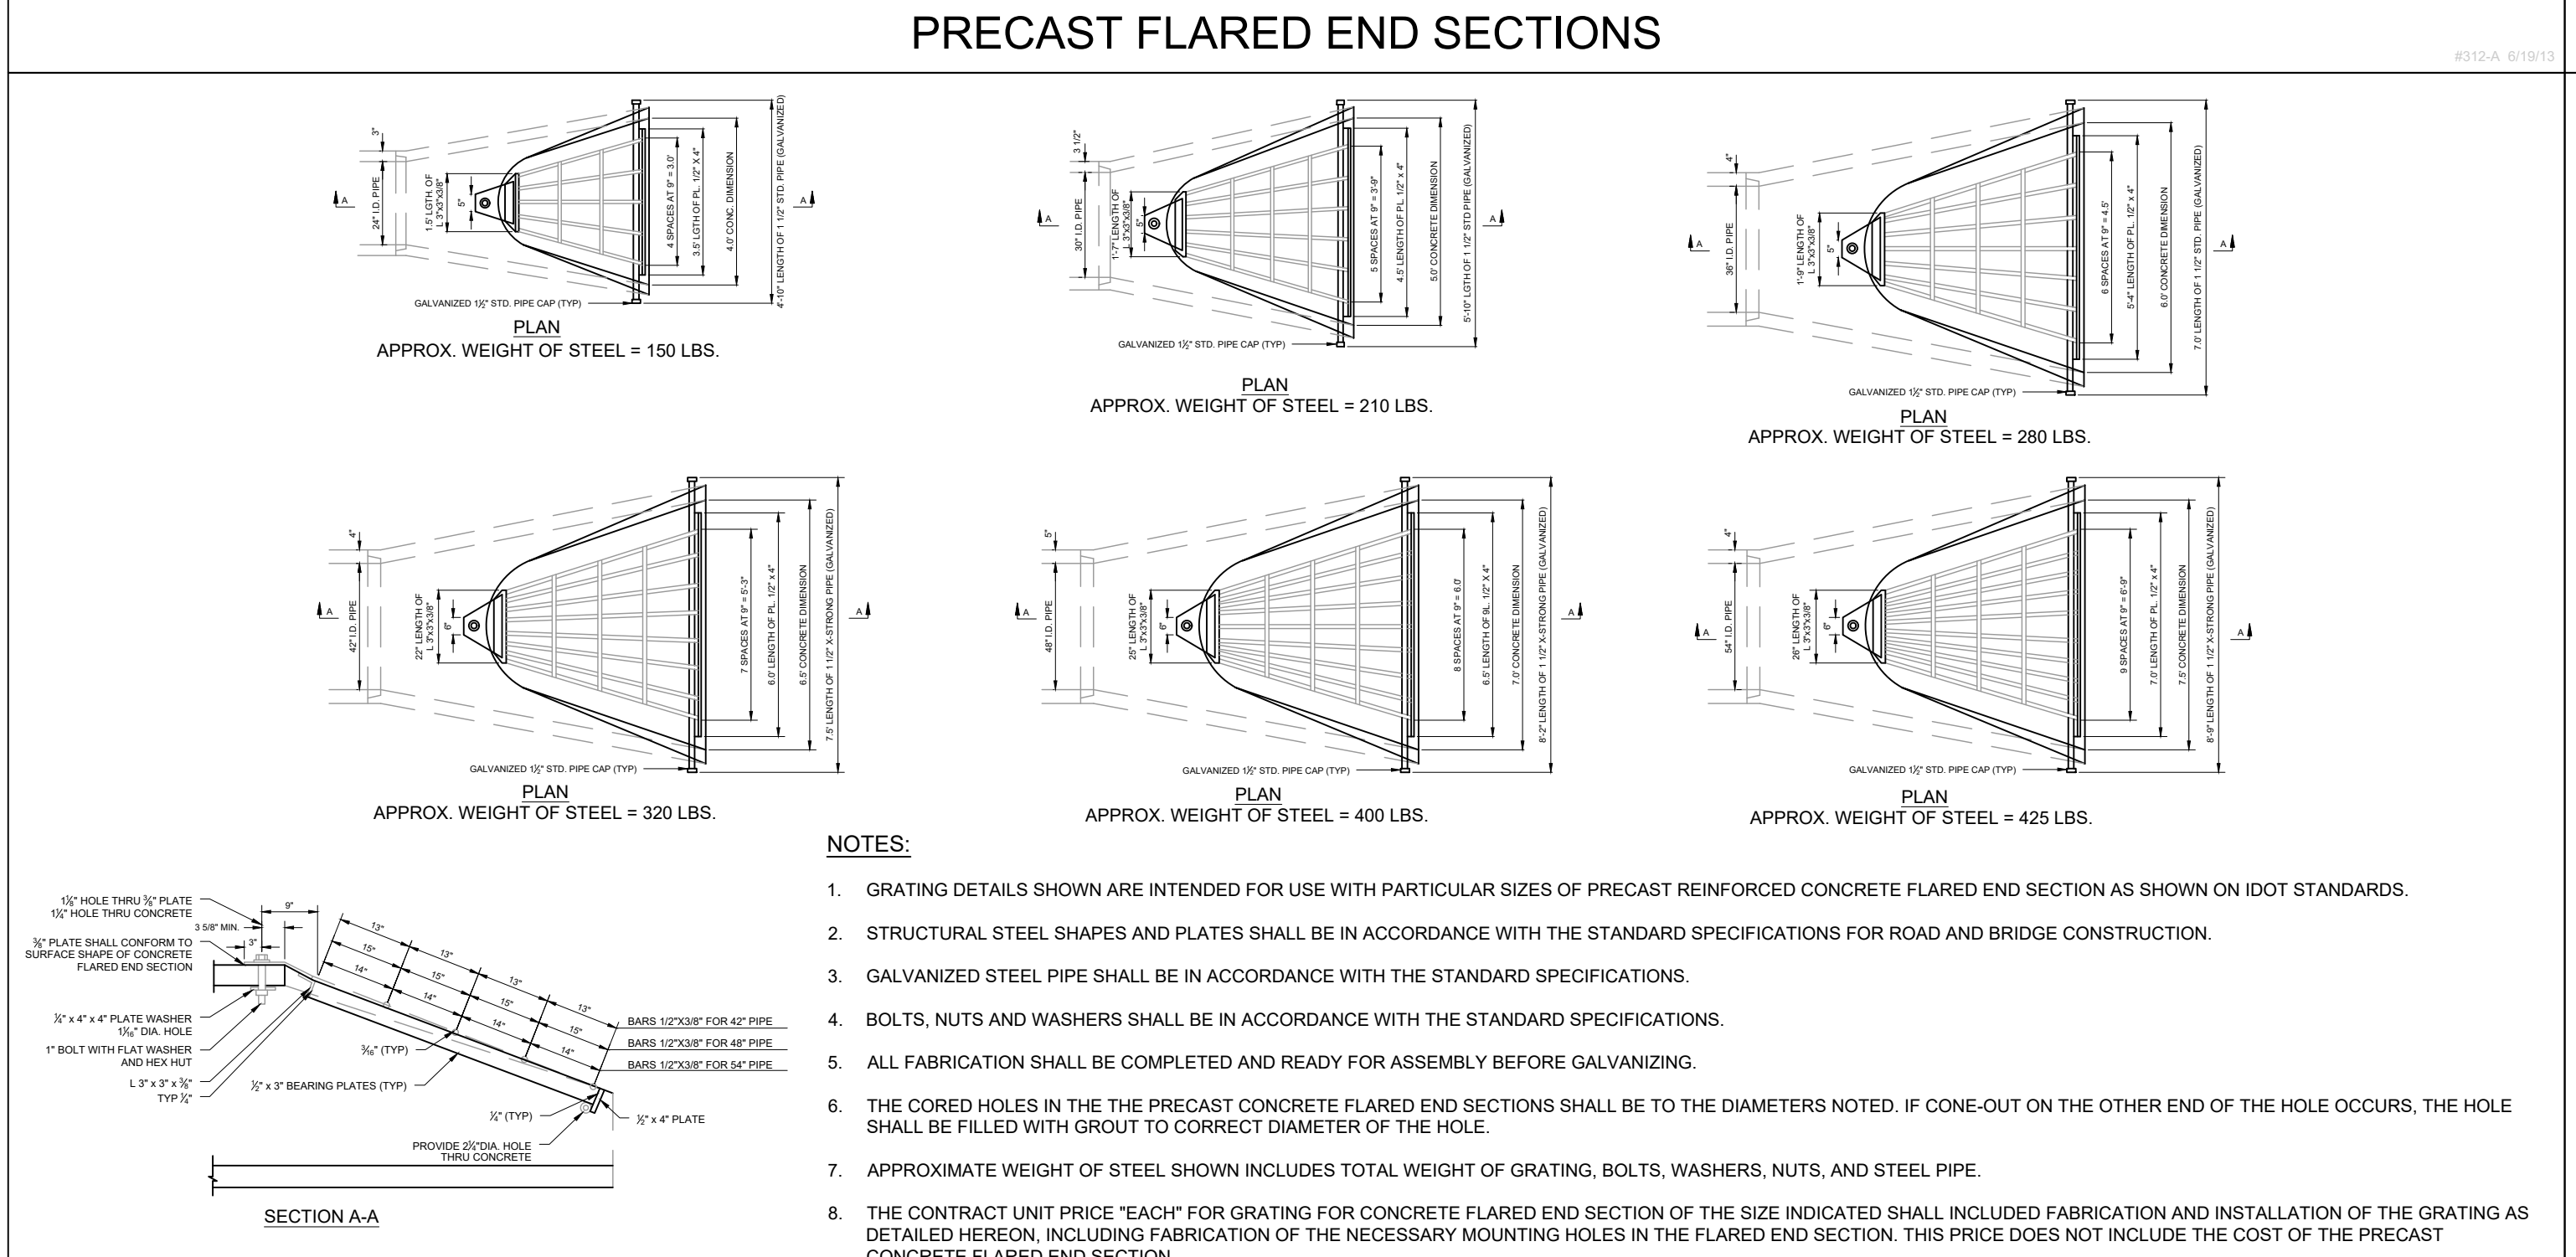 PRECAST FLARED END SECTIONS
#312-A 6/19/13
3"
24" I.D. PIPE
1.5' LGTH. OF
L 3"x3"x3/8"
5"
A
4 SPACES AT 9" = 3.0'
3.5' LGTH OF PL. 1/2" X 4"
4.0' CONC. DIMENSION
4'-10" LENGTH OF 1 1/2" STD. PIPE (GALVANIZED)
A
GALVANIZED 1½" STD. PIPE CAP (TYP)
PLAN
APPROX. WEIGHT OF STEEL = 150 LBS.
3 1/2"
30" I.D. PIPE
1'-7" LENGTH OF
L 3"x3"x3/8"
5"
A
5 SPACES AT 9" = 3'-9"
4.5' LENGTH OF PL. 1/2" x 4"
5.0' CONCRETE DIMENSION
5'-10" LGTH OF 1 1/2" STD PIPE (GALVANIZED)
A
GALVANIZED 1½" STD. PIPE CAP (TYP)
PLAN
APPROX. WEIGHT OF STEEL = 210 LBS.
4"
36" I.D. PIPE
1'-9" LENGTH OF
L 3"x3"x3/8"
5"
A
6 SPACES AT 9" = 4.5'
5'-4" LENGTH OF PL. 1/2" x 4"
6.0' CONCRETE DIMENSION
7.0' LENGTH OF 1 1/2" STD. PIPE (GALVANIZED)
A
GALVANIZED 1½" STD. PIPE CAP (TYP)
PLAN
APPROX. WEIGHT OF STEEL = 280 LBS.
4"
42" I.D. PIPE
22" LENGTH OF
L 3"x3"x3/8"
6"
A
7 SPACES AT 9" = 5'-3"
6.0' LENGTH OF PL. 1/2" x 4"
6.5' CONCRETE DIMENSION
7.5' LENGTH OF 1 1/2" X-STRONG PIPE (GALVANIZED)
A
GALVANIZED 1½" STD. PIPE CAP (TYP)
PLAN
APPROX. WEIGHT OF STEEL = 320 LBS.
5"
48" I.D. PIPE
25" LENGTH OF
L 3"x3"x3/8"
6"
A
8 SPACES AT 9" = 6.0'
6.5' LENGTH OF 9L. 1/2" X 4"
7.0' CONCRETE DIMENSION
8'-2" LENGTH OF 1 1/2" X-STRONG PIPE (GALVANIZED)
A
GALVANIZED 1½" STD. PIPE CAP (TYP)
PLAN
APPROX. WEIGHT OF STEEL = 400 LBS.
4"
54" I.D. PIPE
26" LENGTH OF
L 3"x3"x3/8"
6"
A
9 SPACES AT 9" = 6'-9"
7.0' LENGTH OF PL. 1/2" x 4"
7.5' CONCRETE DIMENSION
8'-9" LENGTH OF 1 1/2" X-STRONG PIPE (GALVANIZED)
A
GALVANIZED 1½" STD. PIPE CAP (TYP)
PLAN
APPROX. WEIGHT OF STEEL = 425 LBS.
1⅛" HOLE THRU ⅜" PLATE
1¼" HOLE THRU CONCRETE
⅜" PLATE SHALL CONFORM TO
SURFACE SHAPE OF CONCRETE
FLARED END SECTION
¼" x 4" x 4" PLATE WASHER
1⅟16" DIA. HOLE
1" BOLT WITH FLAT WASHER
AND HEX HUT
L 3" x 3" x ⅜"
TYP ¼"
9"
3 5/8" MIN.
3"
13" 13" 13" 13"
15" 15" 15" 15"
14" 14" 14" 14"
BARS 1/2"X3/8" FOR 42" PIPE
BARS 1/2"X3/8" FOR 48" PIPE
BARS 1/2"X3/8" FOR 54" PIPE
3/16" (TYP)
½" x 3" BEARING PLATES (TYP)
¼" (TYP)
½" x 4" PLATE
PROVIDE 2¼"DIA. HOLE
THRU CONCRETE
SECTION A-A
NOTES:
1. GRATING DETAILS SHOWN ARE INTENDED FOR USE WITH PARTICULAR SIZES OF PRECAST REINFORCED CONCRETE FLARED END SECTION AS SHOWN ON IDOT STANDARDS.
2. STRUCTURAL STEEL SHAPES AND PLATES SHALL BE IN ACCORDANCE WITH THE STANDARD SPECIFICATIONS FOR ROAD AND BRIDGE CONSTRUCTION.
3. GALVANIZED STEEL PIPE SHALL BE IN ACCORDANCE WITH THE STANDARD SPECIFICATIONS.
4. BOLTS, NUTS AND WASHERS SHALL BE IN ACCORDANCE WITH THE STANDARD SPECIFICATIONS.
5. ALL FABRICATION SHALL BE COMPLETED AND READY FOR ASSEMBLY BEFORE GALVANIZING.
6. THE CORED HOLES IN THE THE PRECAST CONCRETE FLARED END SECTIONS SHALL BE TO THE DIAMETERS NOTED. IF CONE-OUT ON THE OTHER END OF THE HOLE OCCURS, THE HOLE
SHALL BE FILLED WITH GROUT TO CORRECT DIAMETER OF THE HOLE.
7. APPROXIMATE WEIGHT OF STEEL SHOWN INCLUDES TOTAL WEIGHT OF GRATING, BOLTS, WASHERS, NUTS, AND STEEL PIPE.
8. THE CONTRACT UNIT PRICE "EACH" FOR GRATING FOR CONCRETE FLARED END SECTION OF THE SIZE INDICATED SHALL INCLUDED FABRICATION AND INSTALLATION OF THE GRATING AS
DETAILED HEREON, INCLUDING FABRICATION OF THE NECESSARY MOUNTING HOLINGS IN THE FLARED END SECTION. THIS PRICE DOES NOT INCLUDE THE COST OF THE PRECAST
CONCRETE FLARED END SECTION